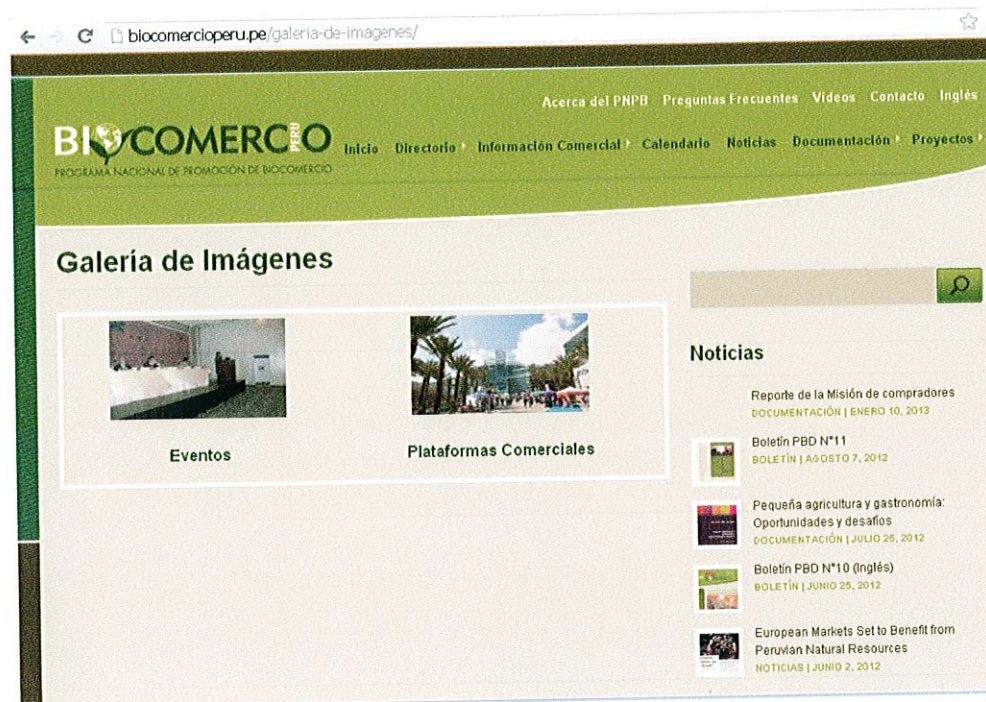 biocomercioperu.pe/galeria-de-imagenes/
Acerca del PNPB Preguntas Frecuentes Vídeos Contacto Inglés
BIOCOMERCIO PERU
PROGRAMA NACIONAL DE PROMOCIÓN DE BIOCOMERCIO
Inicio Directorio Información Comercial Calendario Noticias Documentación Proyectos
Galería de Imágenes
Eventos
Plataformas Comerciales
Noticias
Reporte de la Misión de compradores
DOCUMENTACIÓN | ENERO 10, 2013
Boletín PBD N°11
BOLETÍN | AGOSTO 7, 2012
Pequeña agricultura y gastronomía:
Oportunidades y desafíos
DOCUMENTACIÓN | JULIO 25, 2012
Boletín PBD N°10 (Inglés)
BOLETÍN | JUNIO 25, 2012
European Markets Set to Benefit from
Peruvian Natural Resources
NOTICIAS | JUNIO 2, 2012